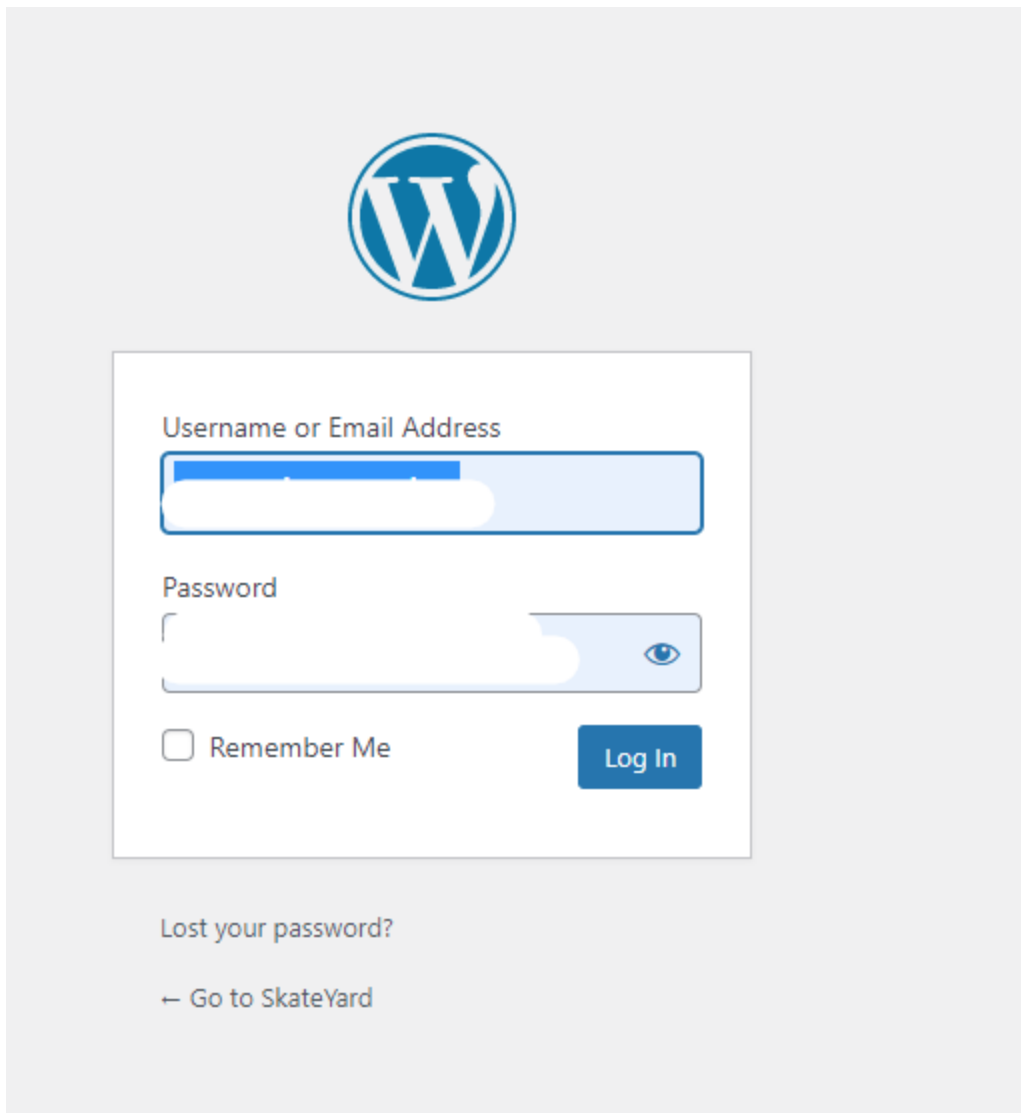 Username or Email Address
Password
Remember Me
Log In
Lost your password?
← Go to SkateYard